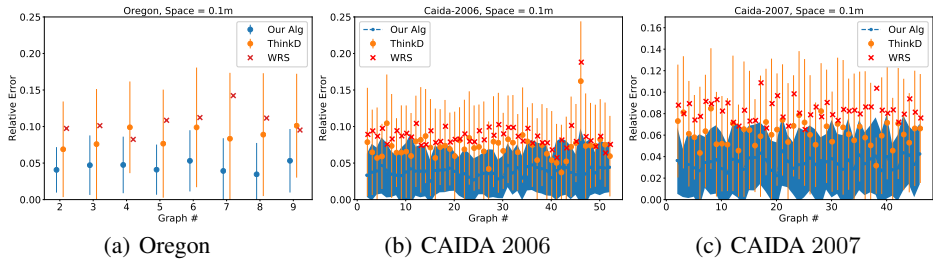 Oregon, Space = 0.1m
Relative Error
0.25
0.20
0.15
0.10
0.05
0.00
Our Alg
ThinkD
WRS
2 3 4 5 6 7 8 9
Graph #
(a) Oregon
Caida-2006, Space = 0.1m
Relative Error
0.25
0.20
0.15
0.10
0.05
0.00
Our Alg
ThinkD
WRS
0 10 20 30 40 50
Graph #
(b) CAIDA 2006
Caida-2007, Space = 0.1m
Relative Error
0.16
0.14
0.12
0.10
0.08
0.06
0.04
0.02
0.00
Our Alg
ThinkD
WRS
0 10 20 30 40
Graph #
(c) CAIDA 2007